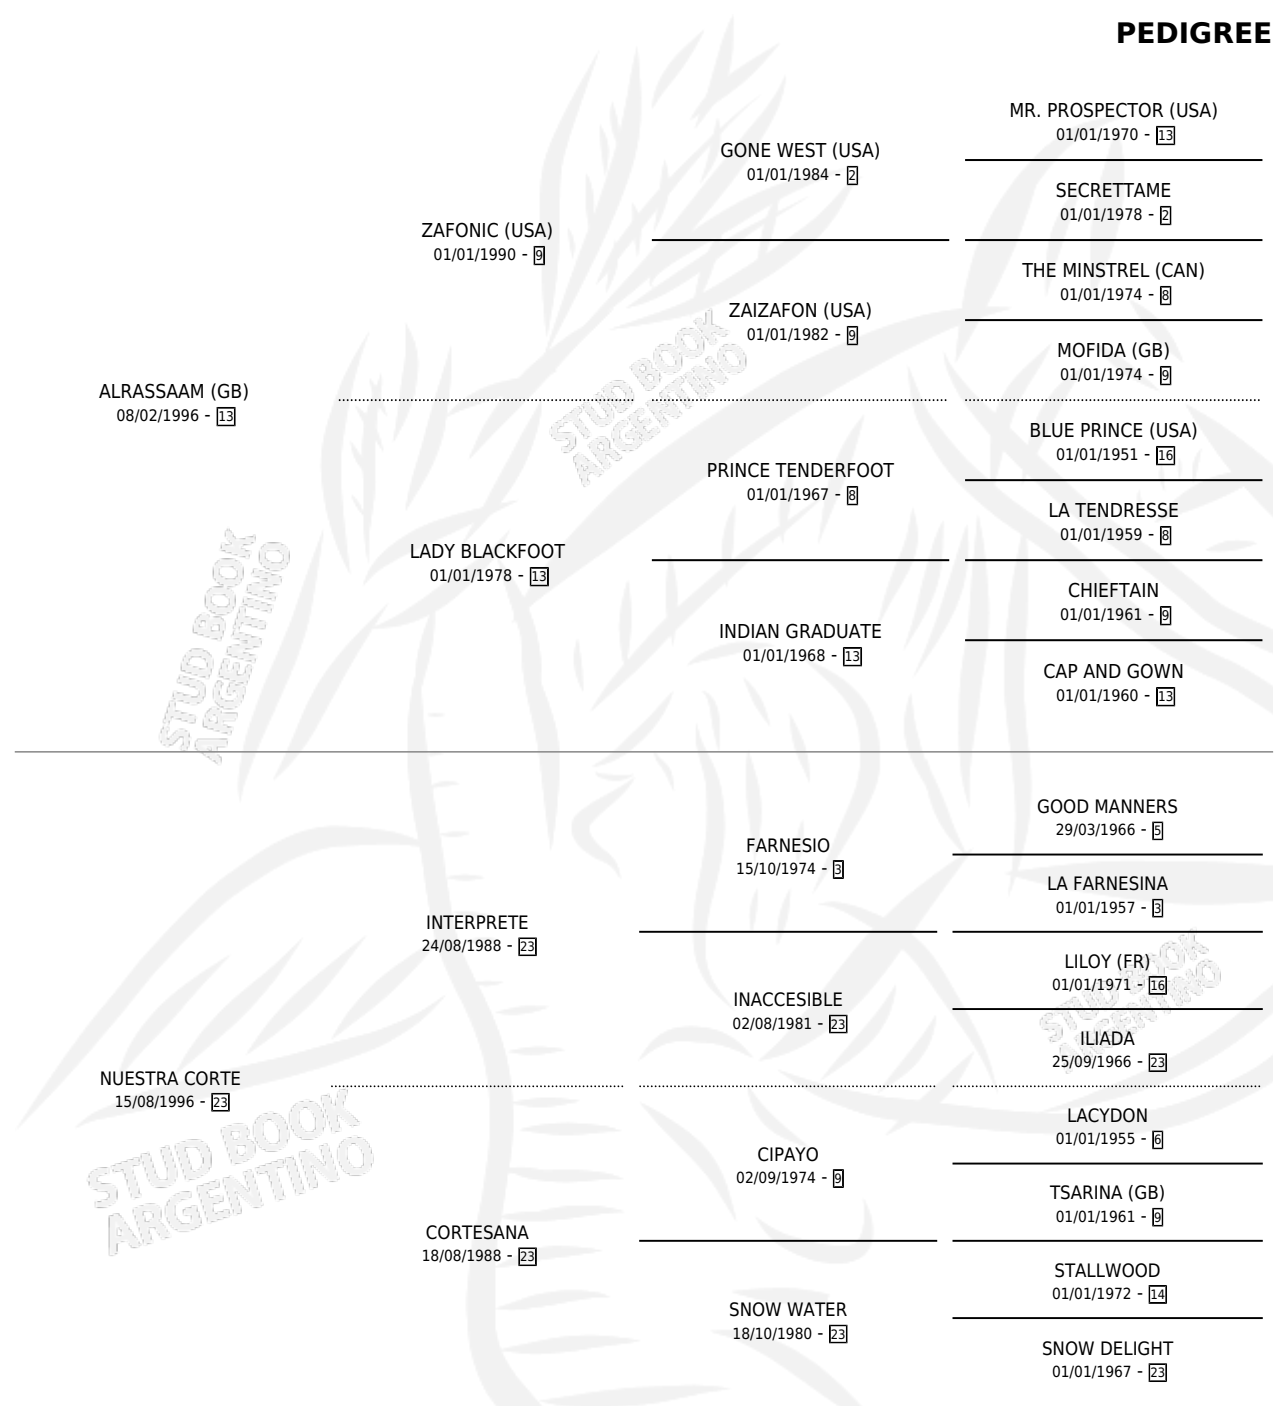 PEDIGREE
MR. PROSPECTOR (USA)
01/01/1970 - 13
GONE WEST (USA)
01/01/1984 - 2
SECRETTAME
01/01/1978 - 2
ZAFONIC (USA)
01/01/1990 - 9
THE MINSTREL (CAN)
01/01/1974 - 8
ZAIZAFON (USA)
01/01/1982 - 9
MOFIDA (GB)
01/01/1974 - 9
ALRASSAAM (GB)
08/02/1996 - 13
BLUE PRINCE (USA)
01/01/1951 - 16
PRINCE TENDERFOOT
01/01/1967 - 8
LA TENDRESSE
01/01/1959 - 8
LADY BLACKFOOT
01/01/1978 - 13
CHIEFTAIN
01/01/1961 - 9
INDIAN GRADUATE
01/01/1968 - 13
CAP AND GOWN
01/01/1960 - 13
GOOD MANNERS
29/03/1966 - 5
FARNESIO
15/10/1974 - 3
LA FARNESINA
01/01/1957 - 3
INTERPRETE
24/08/1988 - 23
LILOY (FR)
01/01/1971 - 16
INACCESIBLE
02/08/1981 - 23
ILIADA
25/09/1966 - 23
NUESTRA CORTE
15/08/1996 - 23
LACYDON
01/01/1955 - 6
CIPAYO
02/09/1974 - 9
TSARINA (GB)
01/01/1961 - 9
CORTESANA
18/08/1988 - 23
STALLWOOD
01/01/1972 - 14
SNOW WATER
18/10/1980 - 23
SNOW DELIGHT
01/01/1967 - 23
STUD BOOK
ARGENTINO
STUD BOOK
ARGENTINO
STUD BOOK
ARGENTINO
STUD BOOK
ARGENTINO